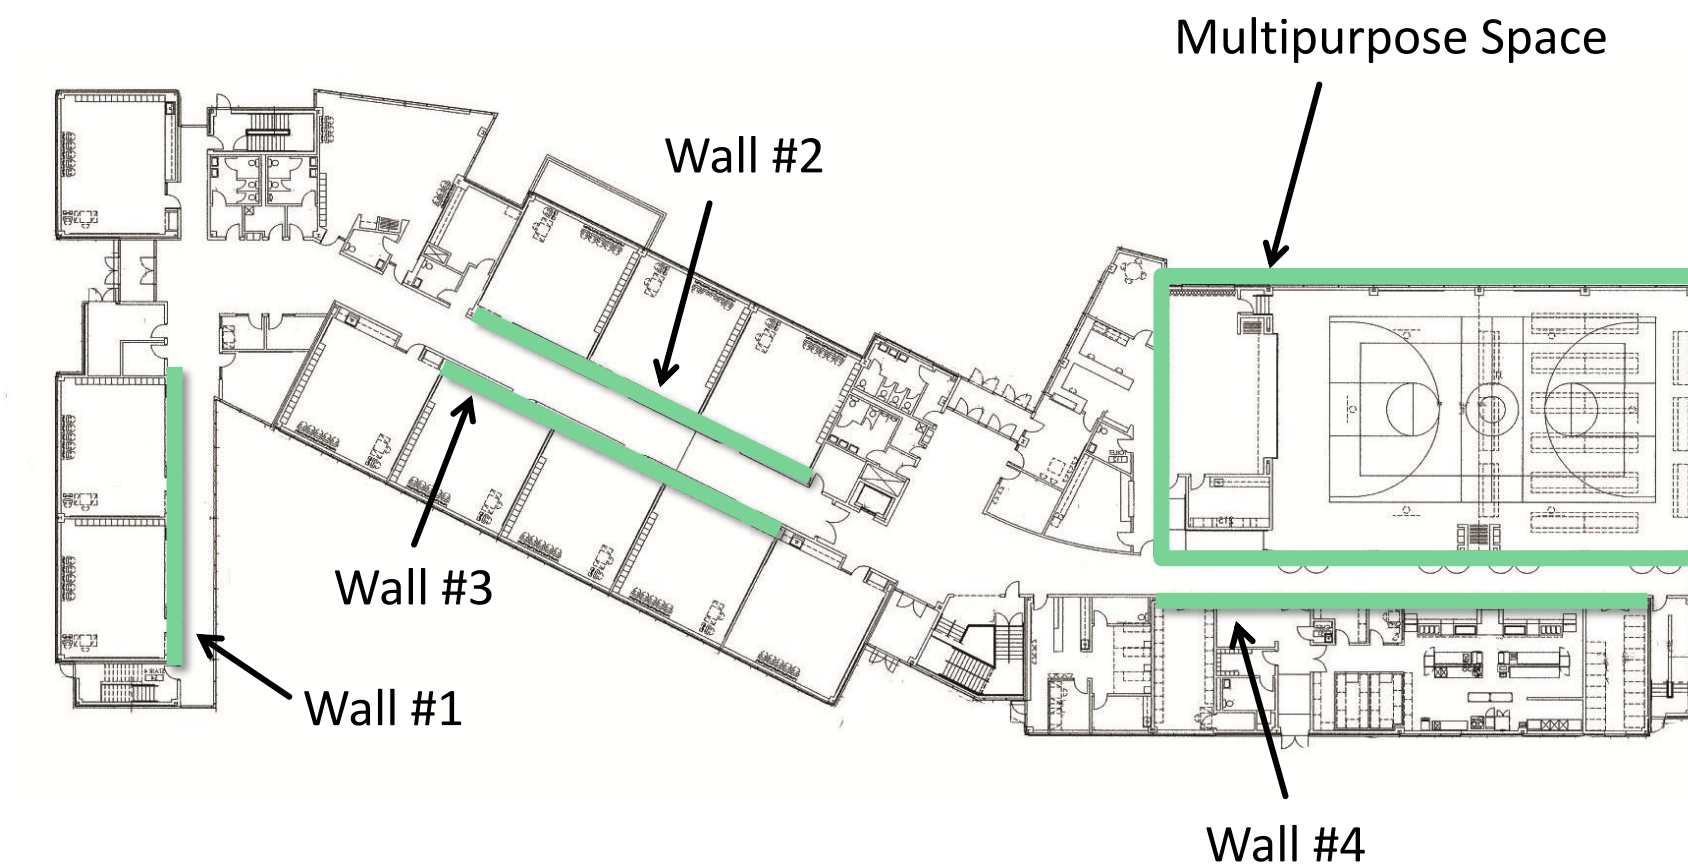 Multipurpose Space
Wall #2
Wall #3
Wall #1
Wall #4